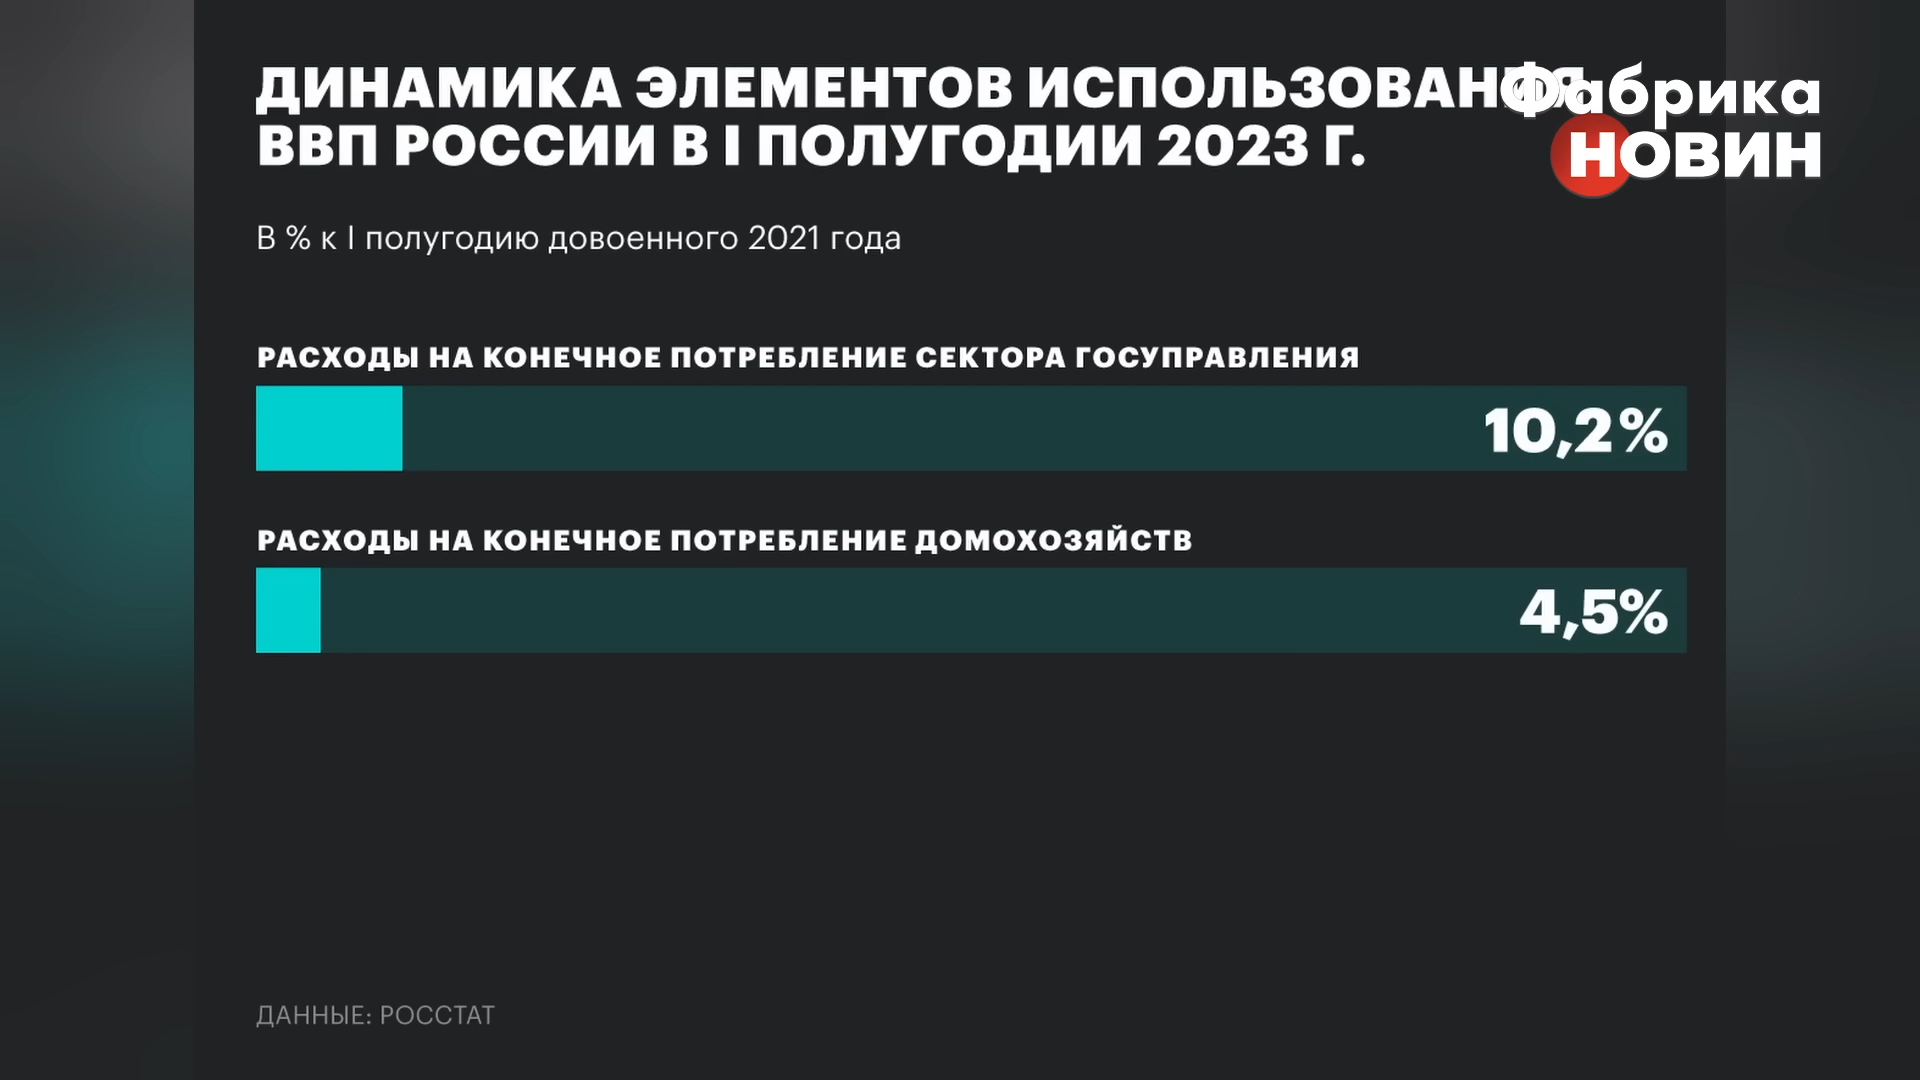 ДИНАМИКА ЭЛЕМЕНТОВ ИСПОЛЬЗОВАНИЯ
ВВП РОССИИ В I ПОЛУГОДИИ 2023 Г.
Фабрика
НОВИН
В % к I полугодию довоенного 2021 года
РАСХОДЫ НА КОНЕЧНОЕ ПОТРЕБЛЕНИЕ СЕКТОРА ГОСУПРАВЛЕНИЯ
10,2%
РАСХОДЫ НА КОНЕЧНОЕ ПОТРЕБЛЕНИЕ ДОМОХОЗЯЙСТВ
4,5%
ДАННЫЕ: РОССТАТ